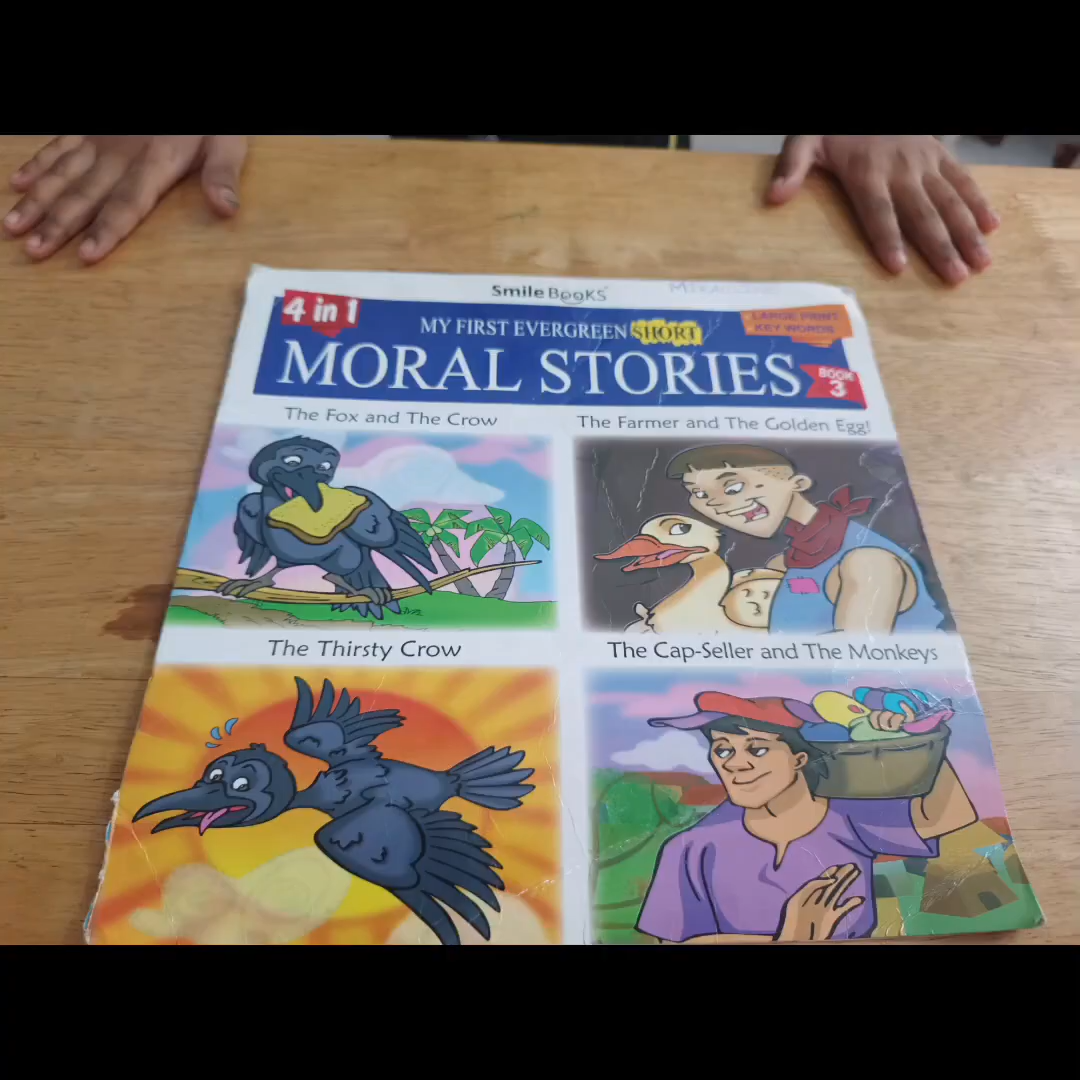 Smile BooKS
4 in 1
MY FIRST EVERGREEN SHORT
MORAL STORIES
LARGE PRINT
KEY WORDS
BOOK
3
The Fox and The Crow
The Farmer and The Golden Egg!
The Thirsty Crow
The Cap-Seller and The Monkeys